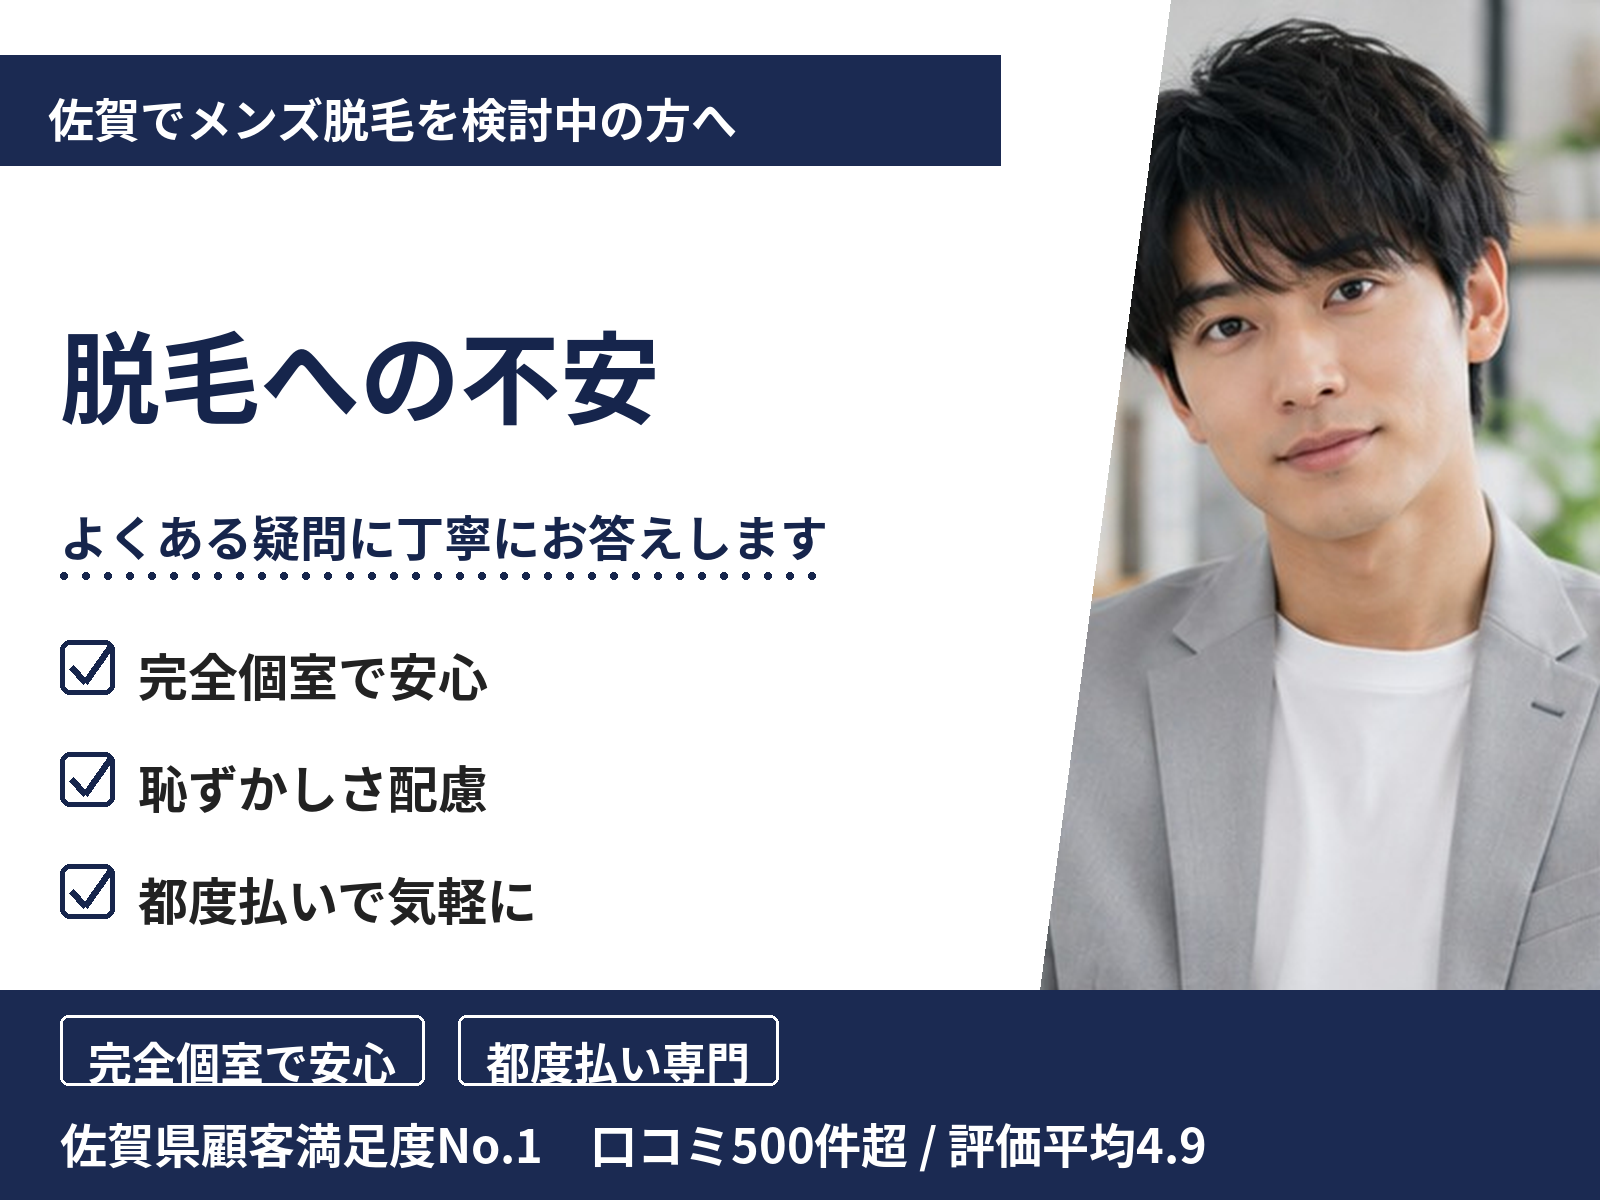 佐賀でメンズ脱毛を検討中の方へ
脱毛への不安
よくある疑問に丁寧にお答えします
完全個室で安心
恥ずかしさ配慮
都度払いで気軽に
完全個室で安心
都度払い専門
佐賀県顧客満足度No.1　口コミ500件超 / 評価平均4.9